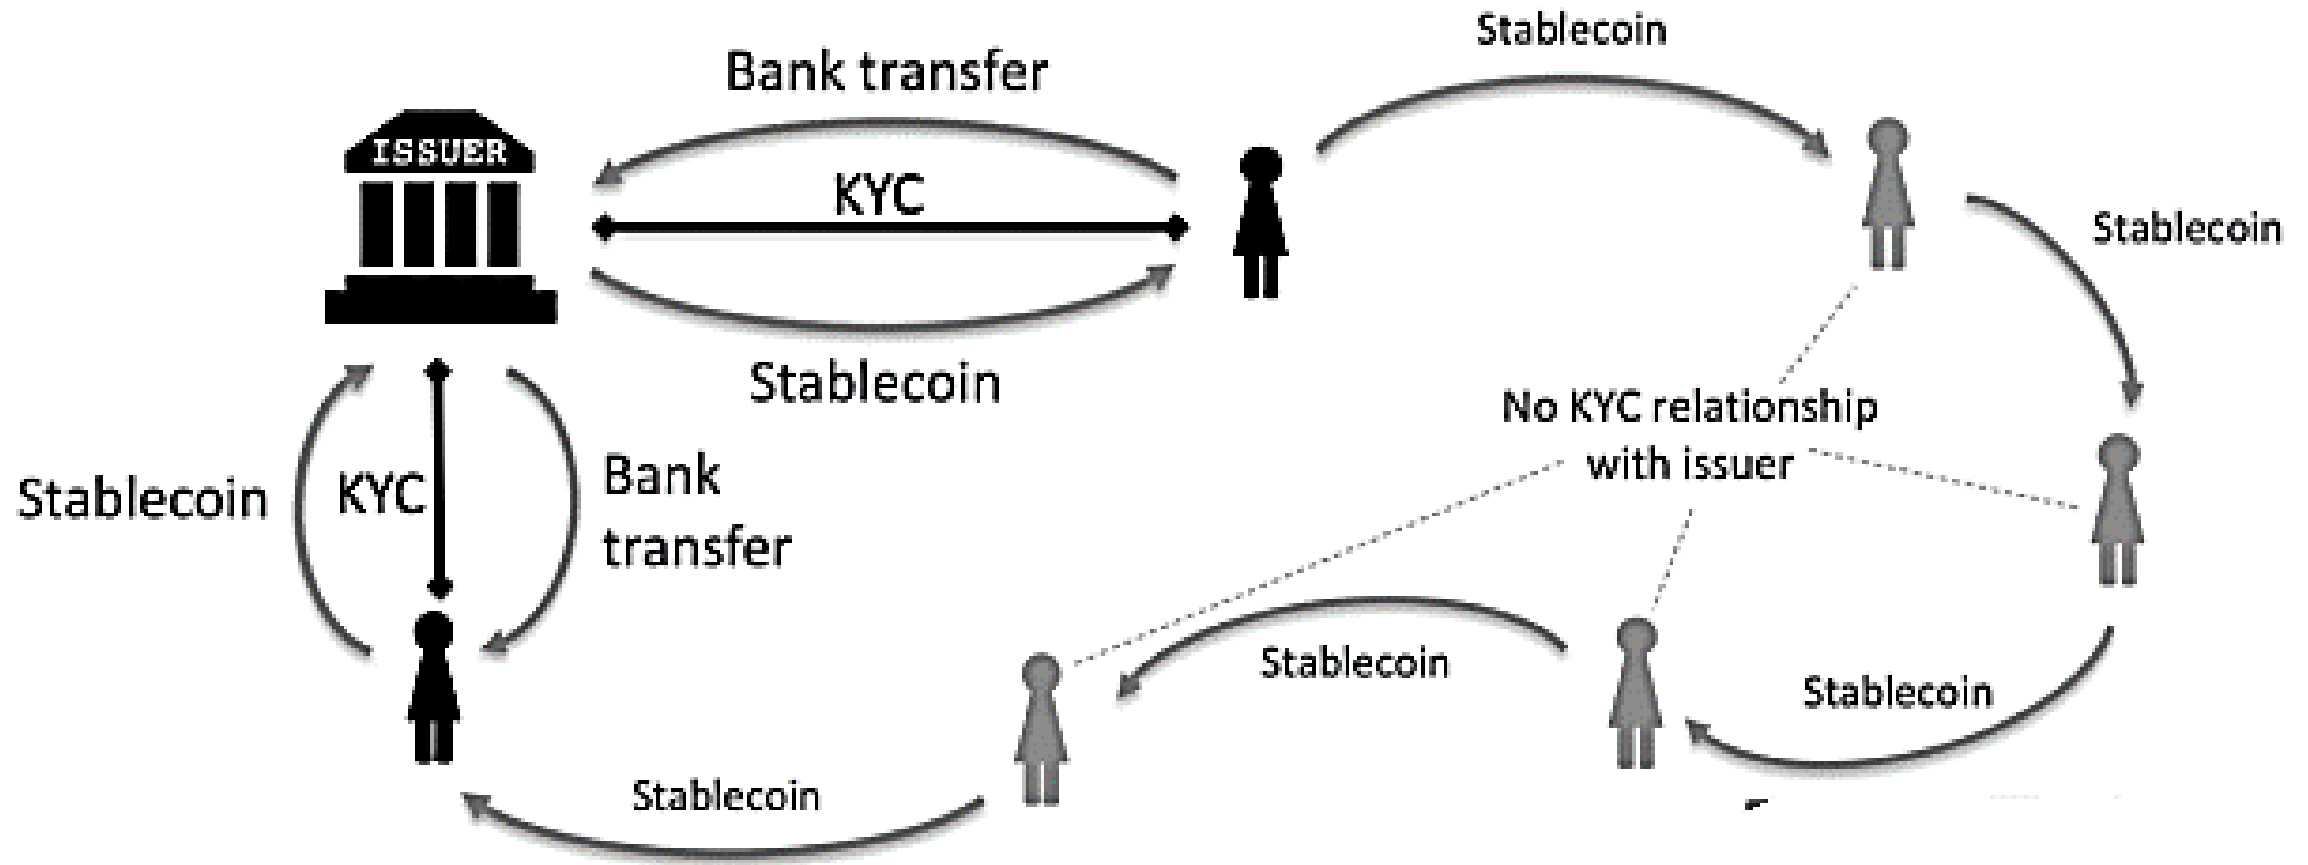 Stablecoin
Bank transfer
ISSUER
KYC
Stablecoin
Stablecoin
No KYC relationship
with issuer
Stablecoin
KYC
Bank
transfer
Stablecoin
Stablecoin
Stablecoin